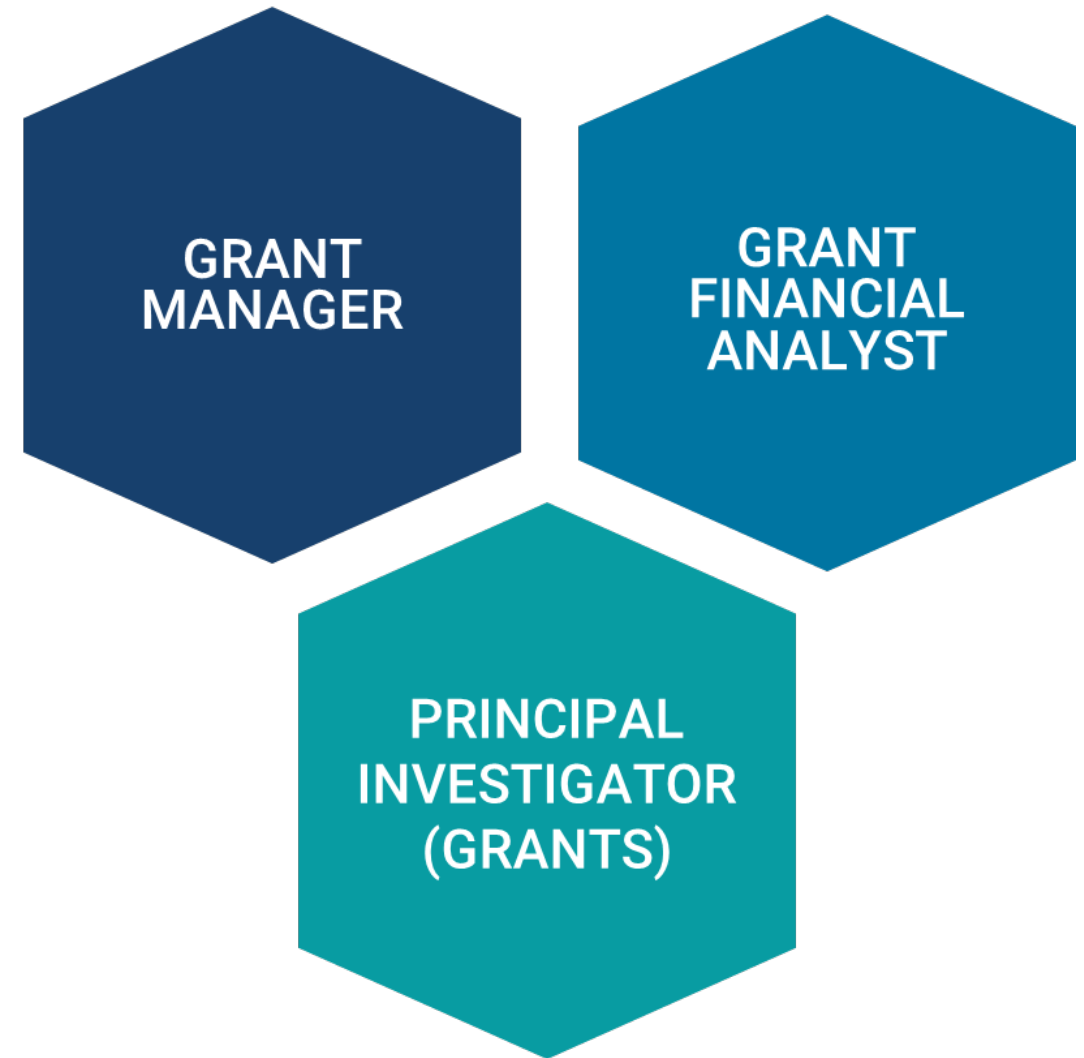 GRANT
MANAGER
GRANT
FINANCIAL
ANALYST
PRINCIPAL
INVESTIGATOR
(GRANTS)